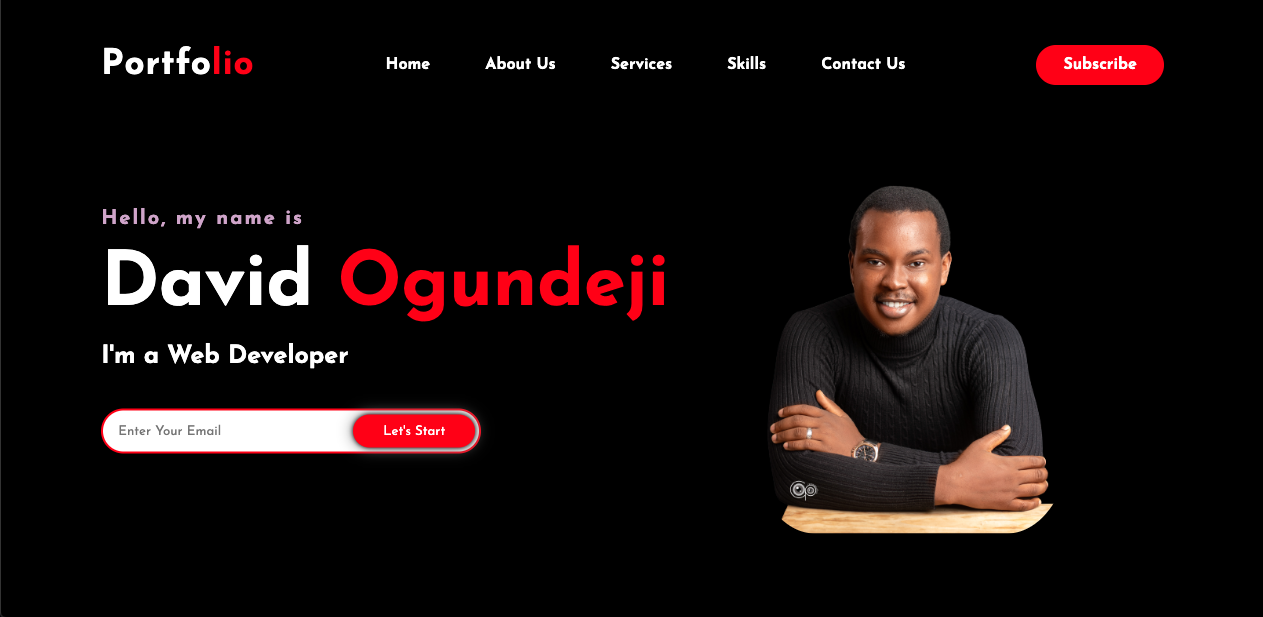 Portfolio Home About Us Services Skills Contact Us Subscribe
Hello, my name is
David Ogundeji
I'm a Web Developer
Enter Your Email Let's Start